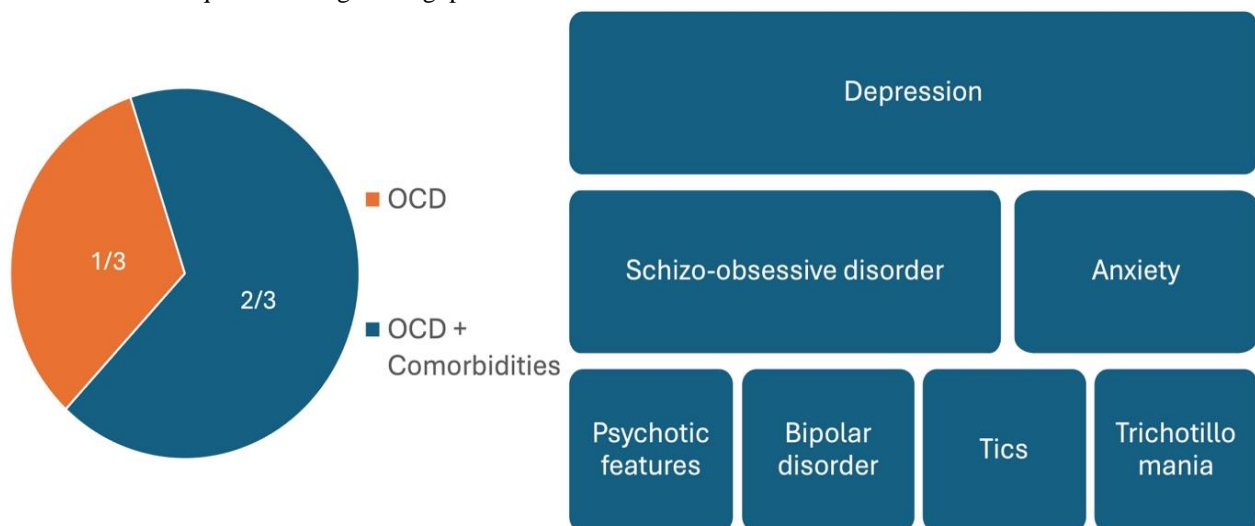 1/3
2/3
OCD
OCD +
Comorbidities
Depression
Schizo-obsessive disorder
Anxiety
Psychotic
features
Bipolar
disorder
Tics
Trichotillo
mania